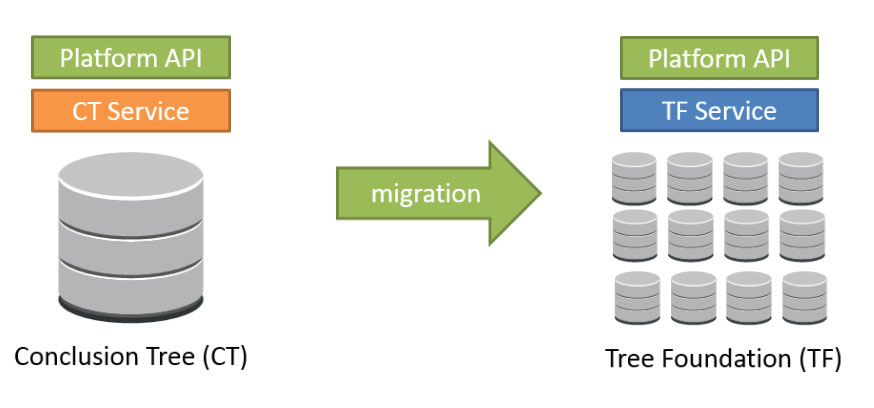 Platform API
CT Service
Conclusion Tree (CT)
migration
Platform API
TF Service
Tree Foundation (TF)